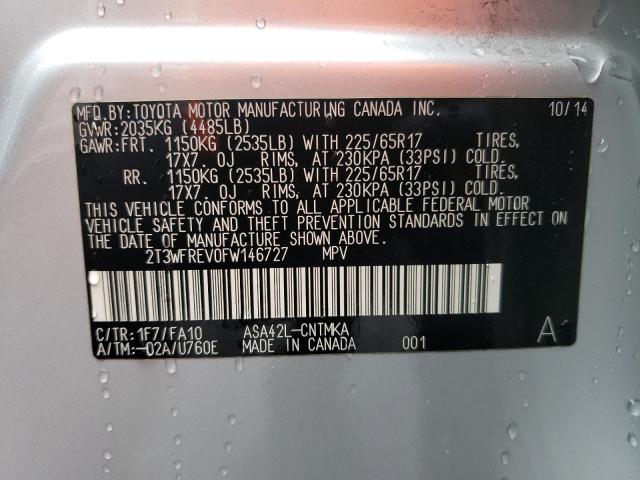 MFD.BY:TOYOTA MOTOR MANUFACTURING CANADA INC. 10/14
GVWR:2035KG (4485LB)
GAWR:FRT. 1150KG (2535LB) WITH 225/65R17 TIRES,
17X7.0J RIMS, AT 230KPA (33PSI) COLD.
RR. 1150KG (2535LB) WITH 225/65R17 TIRES,
17X7.0J RIMS, AT 230KPA (33PSI) COLD.
THIS VEHICLE CONFORMS TO ALL APPLICABLE FEDERAL MOTOR
VEHICLE SAFETY AND THEFT PREVENTION STANDARDS IN EFFECT ON
THE DATE OF MANUFACTURE SHOWN ABOVE.
2T3WFREV0FW146727 MPV
C/TR:1F7/FA10 ASA42L-CNTMKA
A/TM:-02A/U760E MADE IN CANADA 001 A